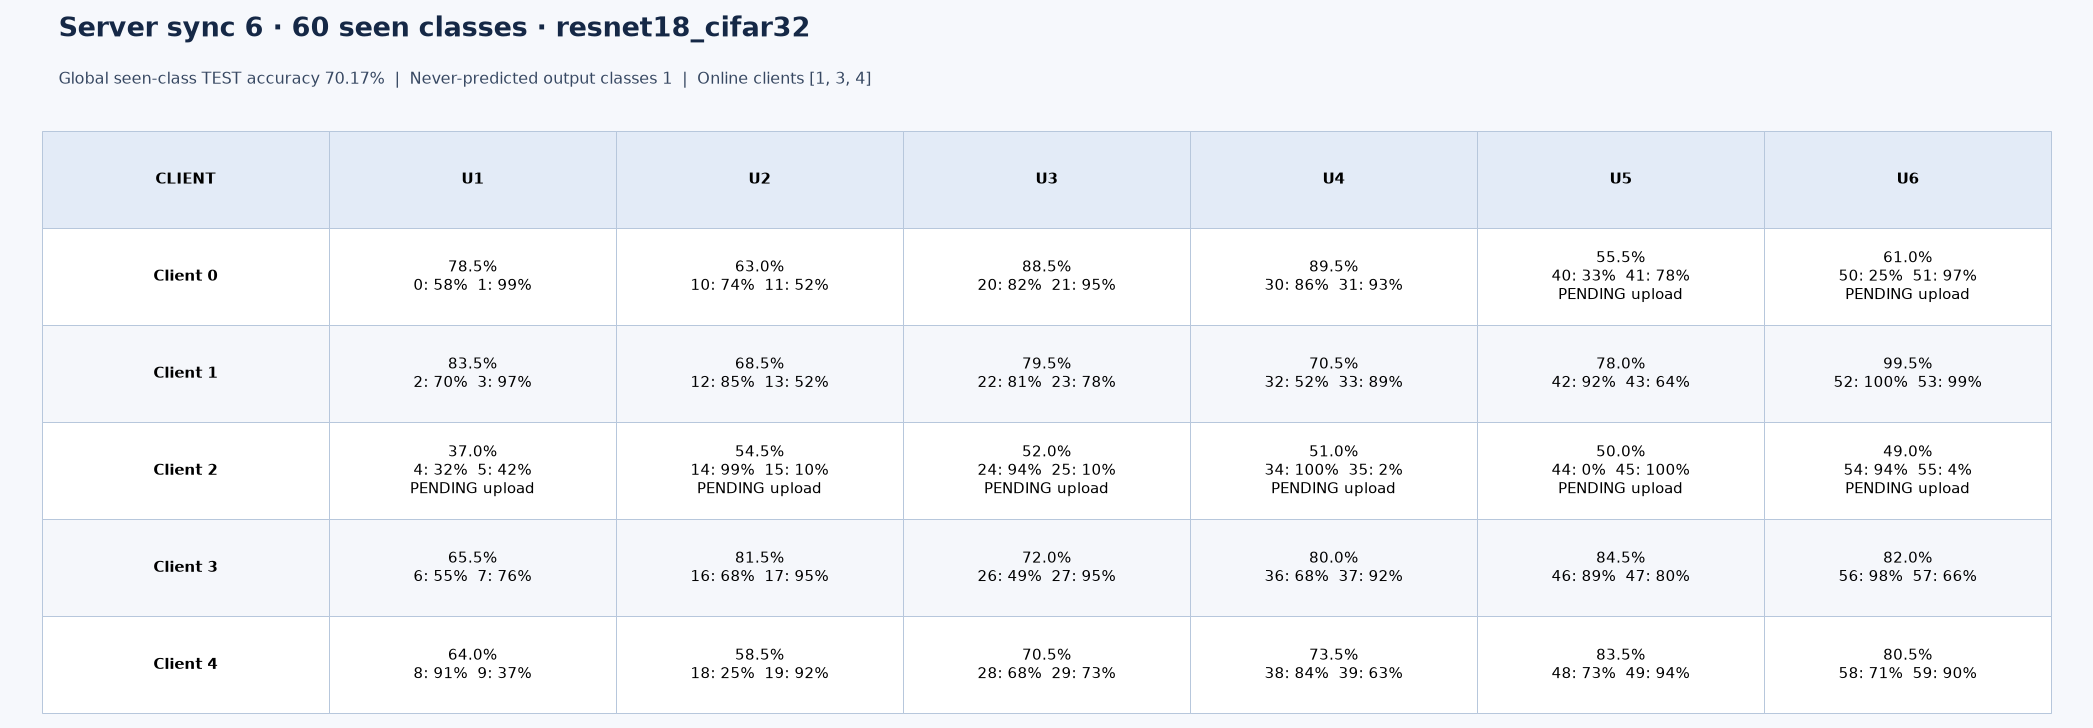 Server sync 6 · 60 seen classes · resnet18_cifar32
Global seen-class TEST accuracy 70.17% | Never-predicted output classes 1 | Online clients [1, 3, 4]
CLIENT U1 U2 U3 U4 U5 U6
Client 0
78.5%
0: 58% 1: 99%
63.0%
10: 74% 11: 52%
88.5%
20: 82% 21: 95%
89.5%
30: 86% 31: 93%
55.5%
40: 33% 41: 78%
PENDING upload
61.0%
50: 25% 51: 97%
PENDING upload
Client 1
83.5%
2: 70% 3: 97%
68.5%
12: 85% 13: 52%
79.5%
22: 81% 23: 78%
70.5%
32: 52% 33: 89%
78.0%
42: 92% 43: 64%
99.5%
52: 100% 53: 99%
Client 2
37.0%
4: 32% 5: 42%
PENDING upload
54.5%
14: 99% 15: 10%
PENDING upload
52.0%
24: 94% 25: 10%
PENDING upload
51.0%
34: 100% 35: 2%
PENDING upload
50.0%
44: 0% 45: 100%
PENDING upload
49.0%
54: 94% 55: 4%
PENDING upload
Client 3
65.5%
6: 55% 7: 76%
81.5%
16: 68% 17: 95%
72.0%
26: 49% 27: 95%
80.0%
36: 68% 37: 92%
84.5%
46: 89% 47: 80%
82.0%
56: 98% 57: 66%
Client 4
64.0%
8: 91% 9: 37%
58.5%
18: 25% 19: 92%
70.5%
28: 68% 29: 73%
73.5%
38: 84% 39: 63%
83.5%
48: 73% 49: 94%
80.5%
58: 71% 59: 90%